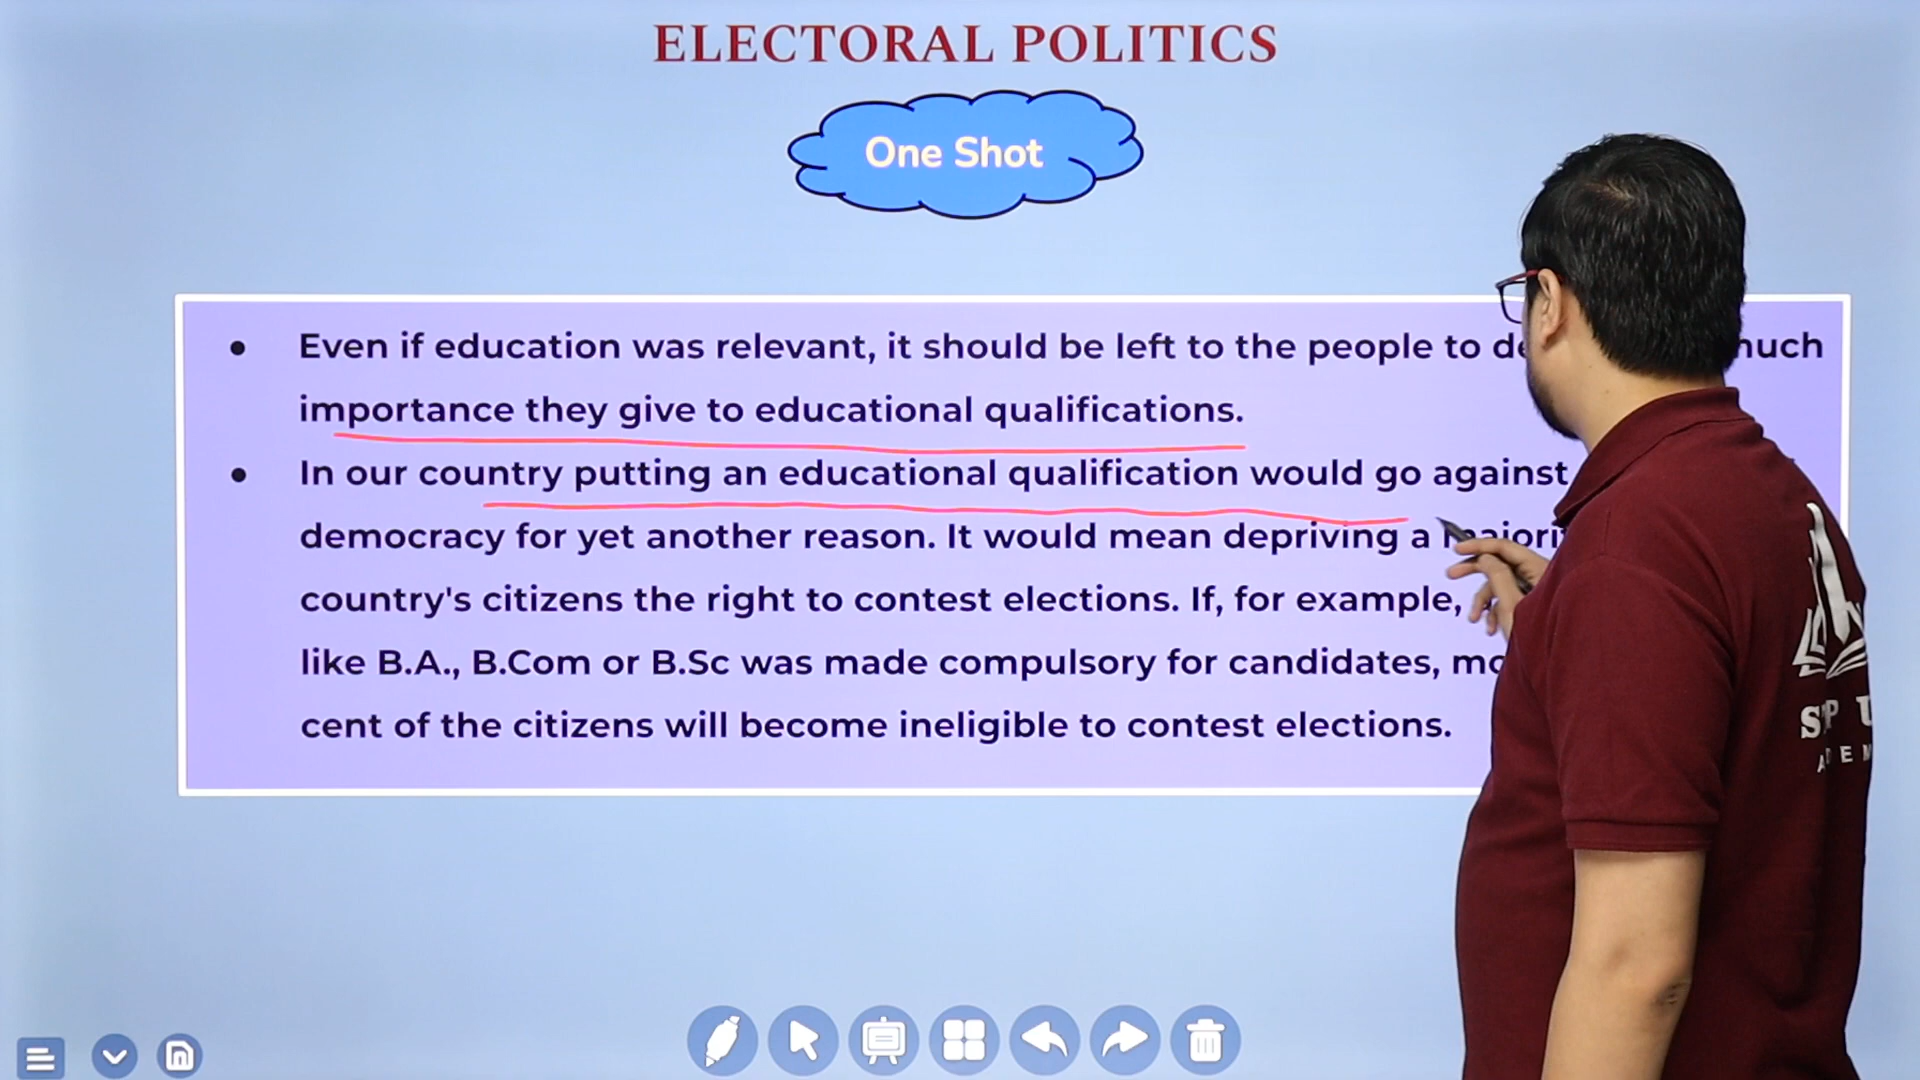 ELECTORAL POLITICS
One Shot
• Even if education was relevant, it should be left to the people to much
importance they give to educational qualifications.
• In our country putting an educational qualification would go against
democracy for yet another reason. It would mean depriving a
country's citizens the right to contest elections. If, for example,
like B.A., B.Com or B.Sc was made compulsory for candidates,
cent of the citizens will become ineligible to contest elections.